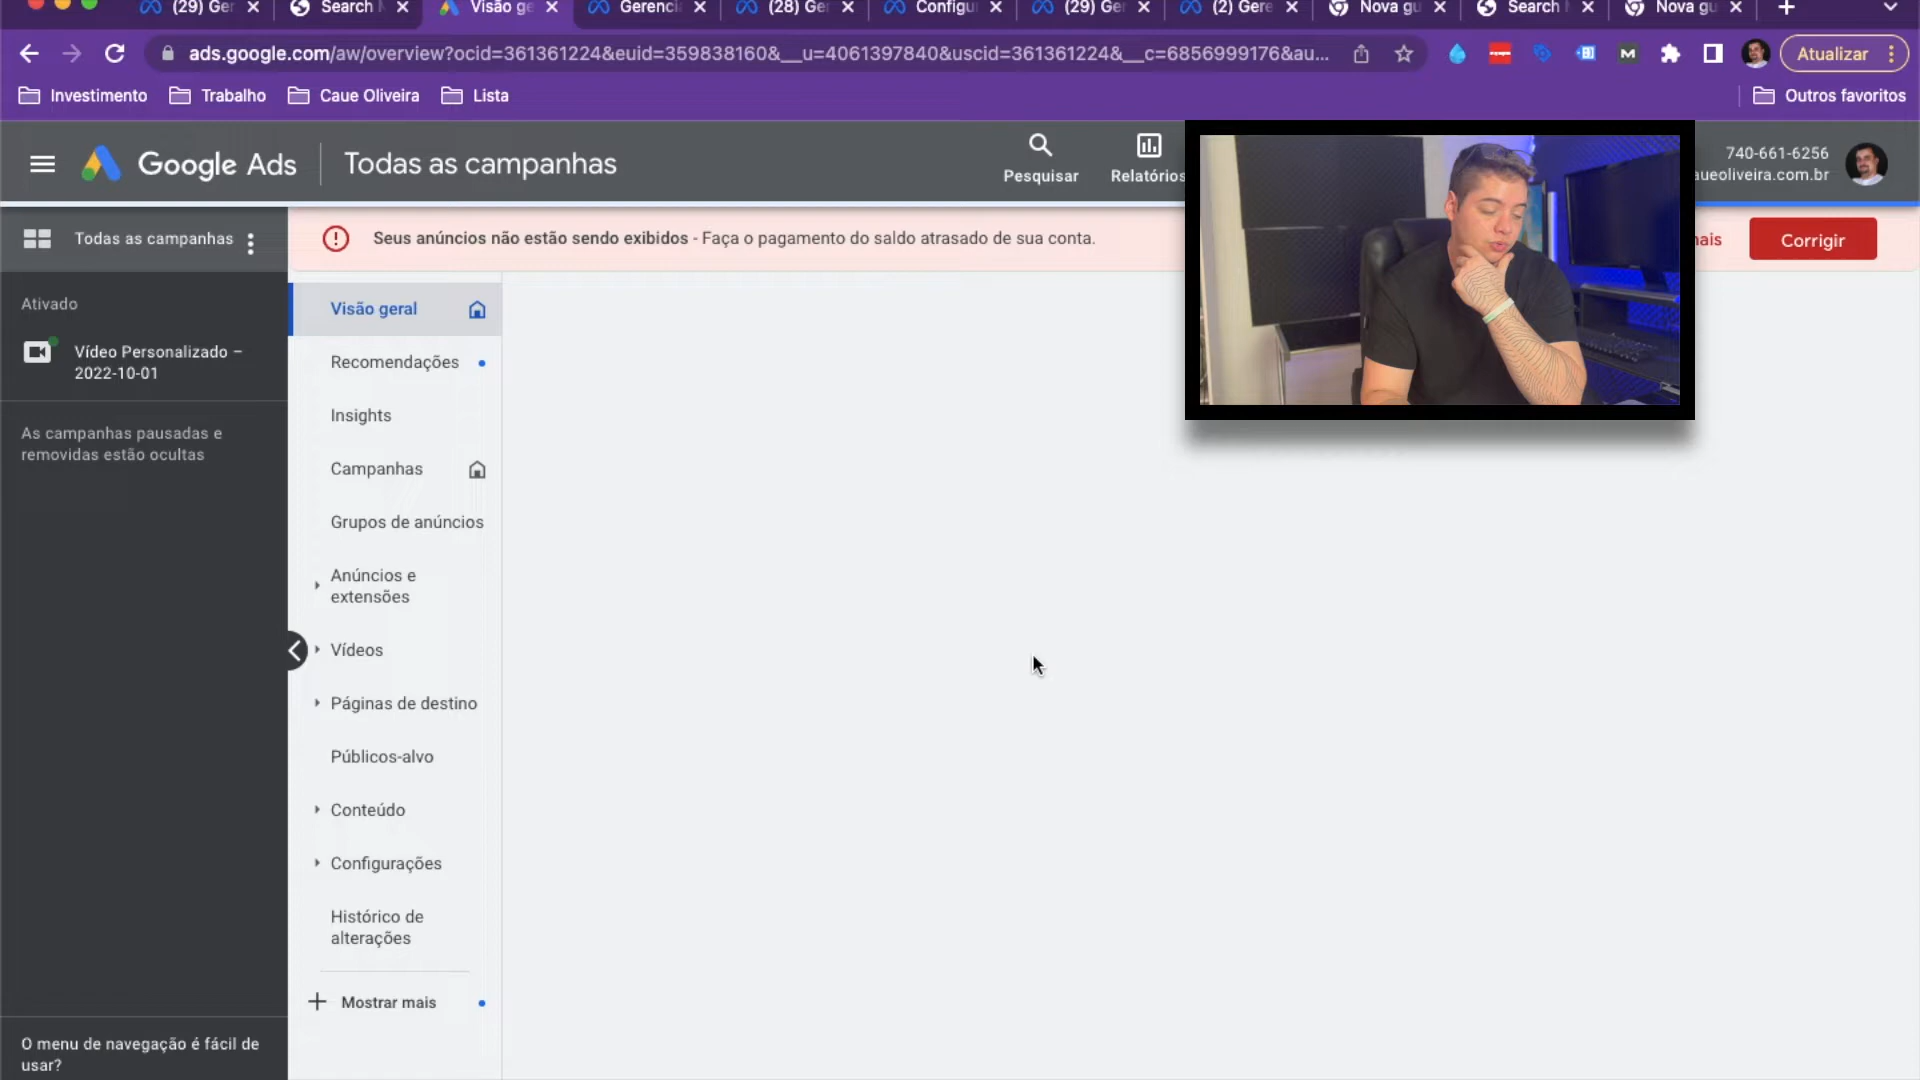 (29) Ger
Search M
Visão ge
Gerenci
(28) Ger
Configur
(29) Ger
(2) Gere
Nova gu
Search
Nova gu
ads.google.com/aw/overview?ocid=361361224&euid=359838160&__u=4061397840&uscid=361361224&__c=6856999176&au...
Atualizar
Investimento
Trabalho
Caue Oliveira
Lista
Outros favoritos
Google Ads
Todas as campanhas
Pesquisar
Relatórios
740-661-6256
aueoliveira.com.br
Todas as campanhas
Seus anúncios não estão sendo exibidos - Faça o pagamento do saldo atrasado de sua conta.
nais
Corrigir
Ativado
Vídeo Personalizado –
2022-10-01
As campanhas pausadas e
removidas estão ocultas
Visão geral
Recomendações
Insights
Campanhas
Grupos de anúncios
Anúncios e
extensões
Vídeos
Páginas de destino
Públicos-alvo
Conteúdo
Configurações
Histórico de
alterações
Mostrar mais
O menu de navegação é fácil de
usar?